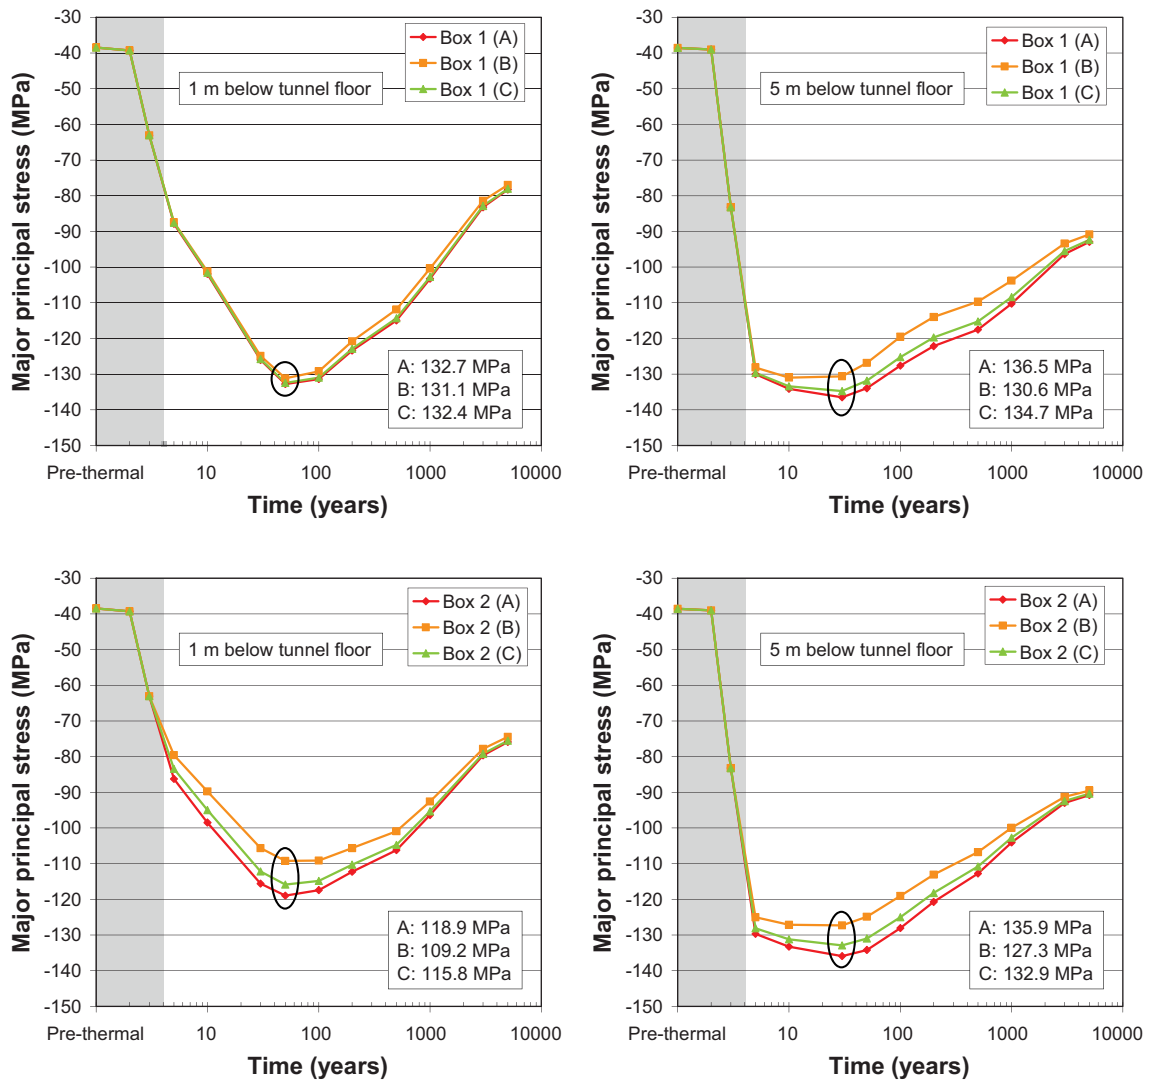 Major principal stress (MPa)
-30
-40
-50
-60
-70
-80
-90
-100
-110
-120
-130
-140
-150
Box 1 (A)
Box 1 (B)
Box 1 (C)
1 m below tunnel floor
A: 132.7 MPa
B: 131.1 MPa
C: 132.4 MPa
Pre-thermal 10 100 1000 10000
Time (years)
Major principal stress (MPa)
-30
-40
-50
-60
-70
-80
-90
-100
-110
-120
-130
-140
-150
Box 1 (A)
Box 1 (B)
Box 1 (C)
5 m below tunnel floor
A: 136.5 MPa
B: 130.6 MPa
C: 134.7 MPa
Pre-thermal 10 100 1000 10000
Time (years)
Major principal stress (MPa)
-30
-40
-50
-60
-70
-80
-90
-100
-110
-120
-130
-140
-150
Box 2 (A)
Box 2 (B)
Box 2 (C)
1 m below tunnel floor
A: 118.9 MPa
B: 109.2 MPa
C: 115.8 MPa
Pre-thermal 10 100 1000 10000
Time (years)
Major principal stress (MPa)
-30
-40
-50
-60
-70
-80
-90
-100
-110
-120
-130
-140
-150
Box 2 (A)
Box 2 (B)
Box 2 (C)
5 m below tunnel floor
A: 135.9 MPa
B: 127.3 MPa
C: 132.9 MPa
Pre-thermal 10 100 1000 10000
Time (years)